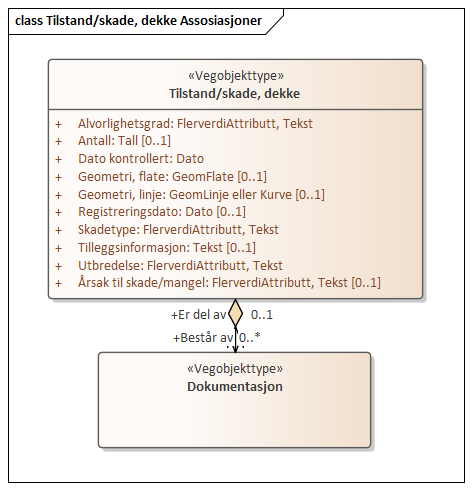 class Tilstand/skade, dekke Assosiasjoner
«Vegobjekttype»
Tilstand/skade, dekke
+ Alvorlighetsgrad: FlerverdiAttributt, Tekst
+ Antall: Tall [0..1]
+ Dato kontrollert: Dato
+ Geometri, flate: GeomFlate [0..1]
+ Geometri, linje: GeomLinje eller Kurve [0..1]
+ Registreringsdato: Dato [0..1]
+ Skadetype: FlerverdiAttributt, Tekst
+ Tilleggsinformasjon: Tekst [0..1]
+ Utbredelse: FlerverdiAttributt, Tekst
+ Årsak til skade/mangel: FlerverdiAttributt, Tekst [0..1]
+Er del av 0..1
+Består av 0..*
«Vegobjekttype»
Dokumentasjon